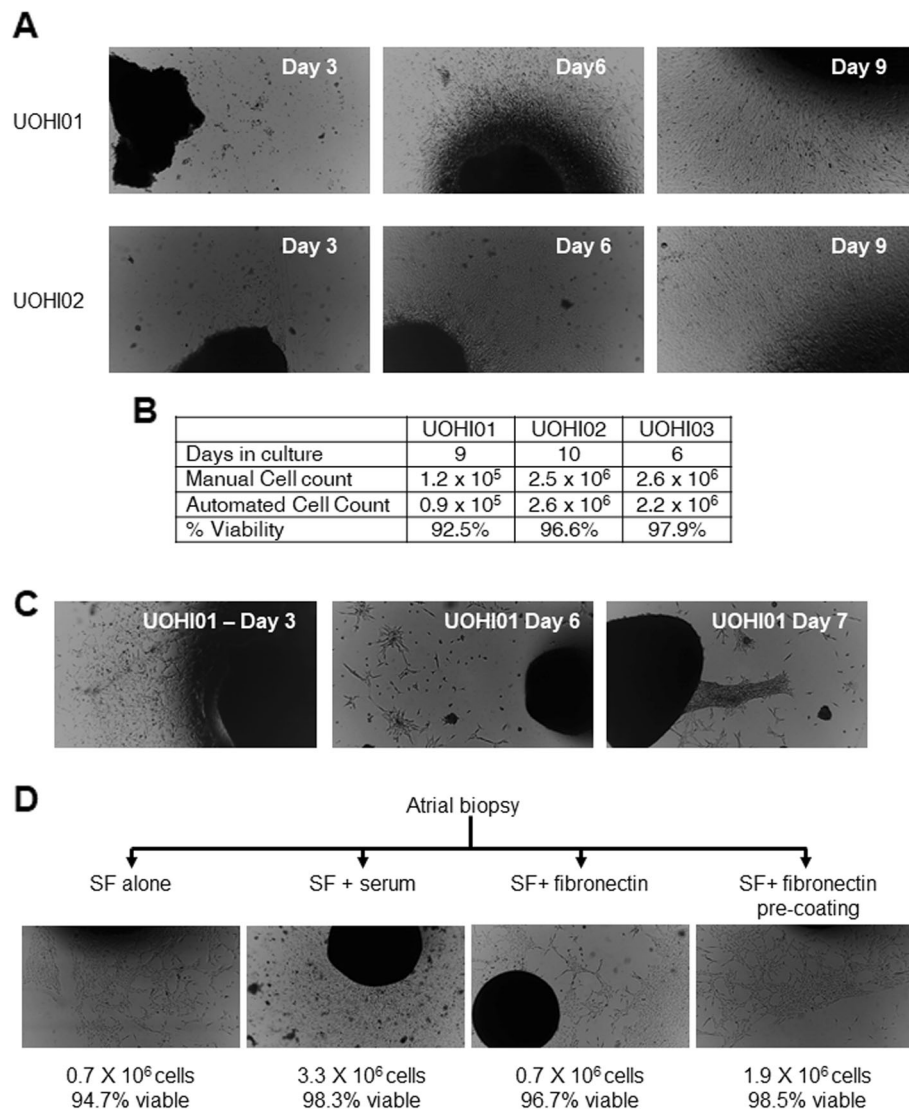 A
UOHI01
Day 3
Day6
Day 9
UOHI02
Day 3
Day 6
Day 9
B
UOHI01 UOHI02 UOHI03
Days in culture 9 10 6
Manual Cell count 1.2 x 10⁵ 2.5 x 10⁶ 2.6 x 10⁶
Automated Cell Count 0.9 x 10⁵ 2.6 x 10⁶ 2.2 x 10⁶
% Viability 92.5% 96.6% 97.9%
C
UOHI01 – Day 3
UOHI01 Day 6
UOHI01 Day 7
D
Atrial biopsy
SF alone
SF + serum
SF+ fibronectin
SF+ fibronectin
pre-coating
0.7 X 10⁶ cells
94.7% viable
3.3 X 10⁶ cells
98.3% viable
0.7 X 10⁶ cells
96.7% viable
1.9 X 10⁶ cells
98.5% viable